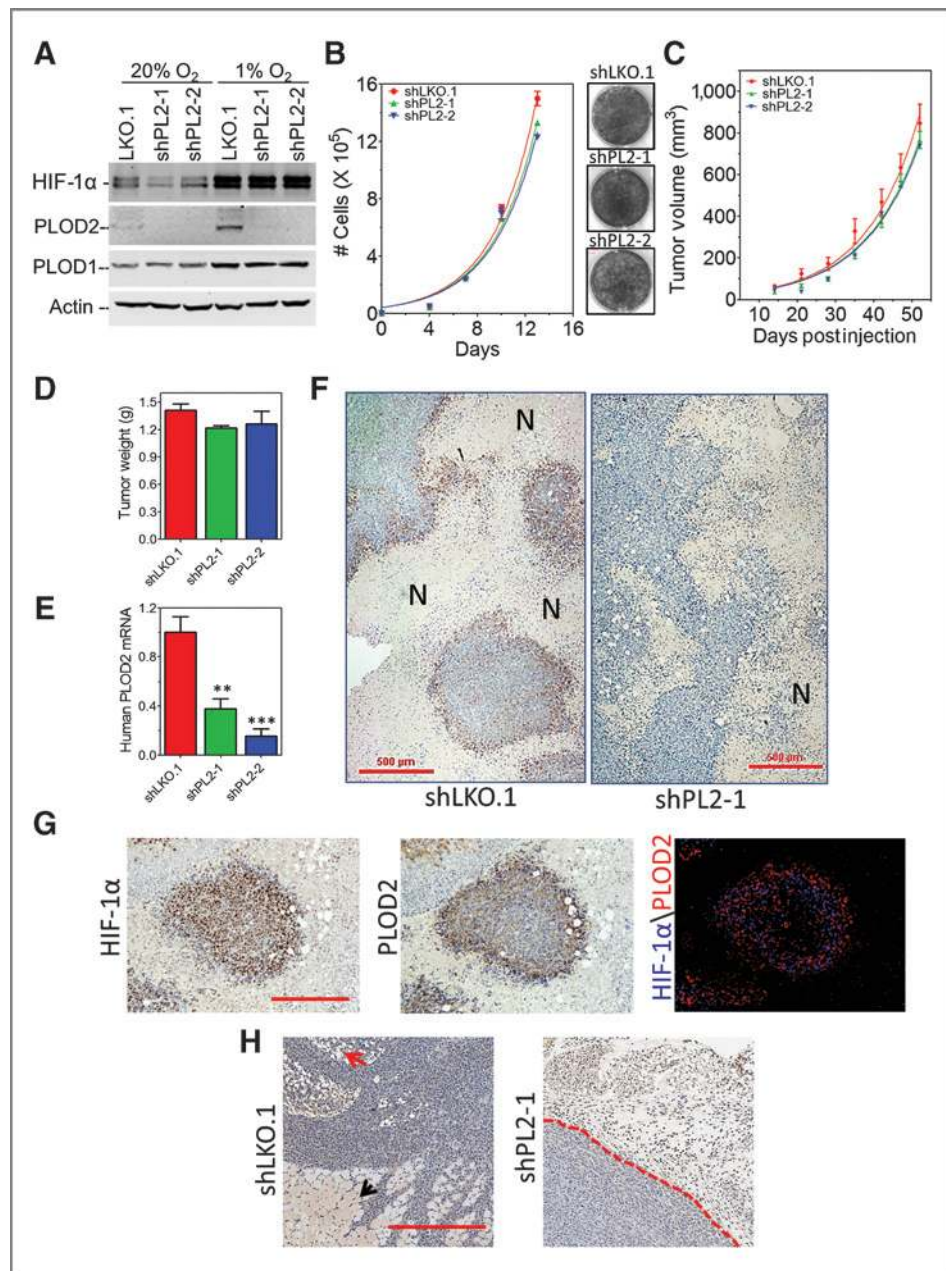 A
20% O2 1% O2
LKO.1 shPL2-1 shPL2-2 LKO.1 shPL2-1 shPL2-2
HIF-1α
PLOD2
PLOD1
Actin
B
# Cells (X 10^5)
16
12
8
4
0
shLKO.1
shPL2-1
shPL2-2
0 4 8 12 16
Days
shLKO.1
shPL2-1
shPL2-2
C
Tumor volume (mm³)
1,000
800
600
400
200
0
shLKO.1
shPL2-1
shPL2-2
10 20 30 40 50
Days post injection
D
Tumor weight (g)
1.5
1.2
0.9
0.6
0.3
0.0
shLKO.1 shPL2-1 shPL2-2
E
Human PLOD2 mRNA
1.2
0.8
0.4
0.0
** ***
shLKO.1 shPL2-1 shPL2-2
F
N
N N
500 µm
shLKO.1
N
500 µm
shPL2-1
G
HIF-1α
PLOD2
HIF-1α\PLOD2
H
shLKO.1
shPL2-1